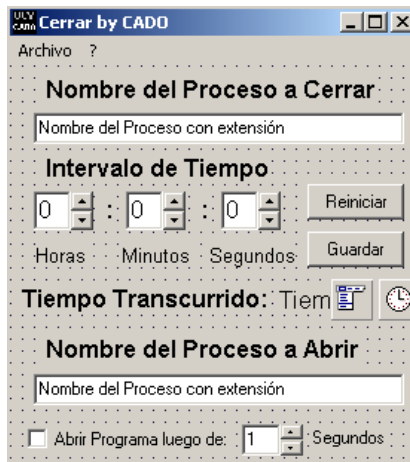 ULV CADO Cerrar by CADO
Archivo ?
Nombre del Proceso a Cerrar
Nombre del Proceso con extensión
Intervalo de Tiempo
0 : 0 : 0 Reiniciar
Horas Minutos Segundos Guardar
Tiempo Transcurrido: Tiem
Nombre del Proceso a Abrir
Nombre del Proceso con extensión
Abrir Programa luego de: 1 Segundos